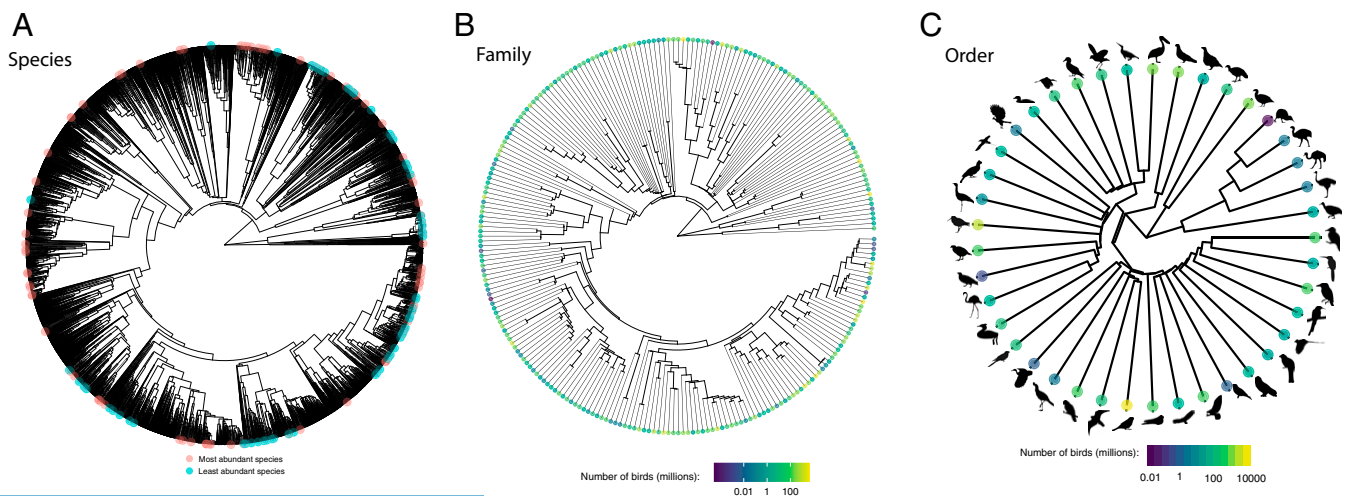 A
Species
Most abundant species
Least abundant species
B
Family
Number of birds (millions):
0.01 1 100
C
Order
Number of birds (millions):
0.01 1 100 10000